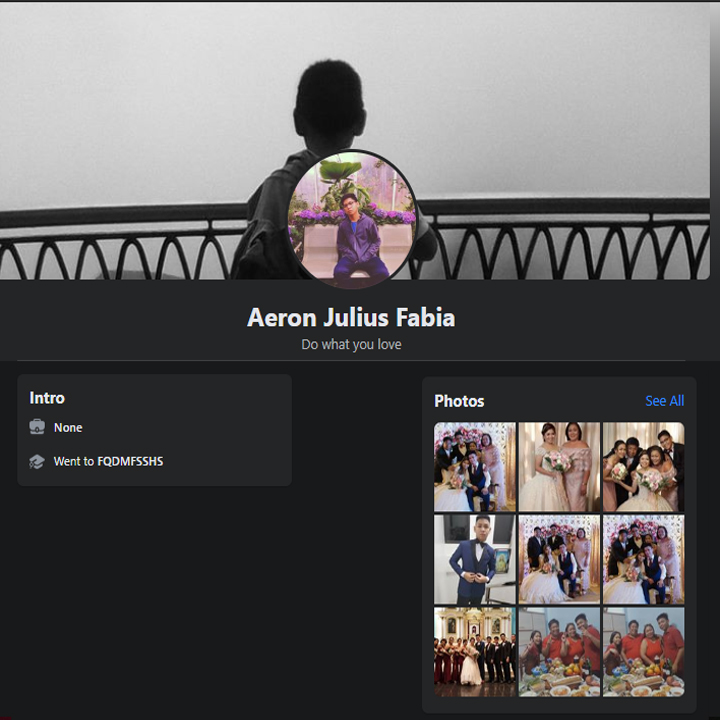 Aeron Julius Fabia
Do what you love
Intro
None
Went to FQDMFSSHS
Photos
See All